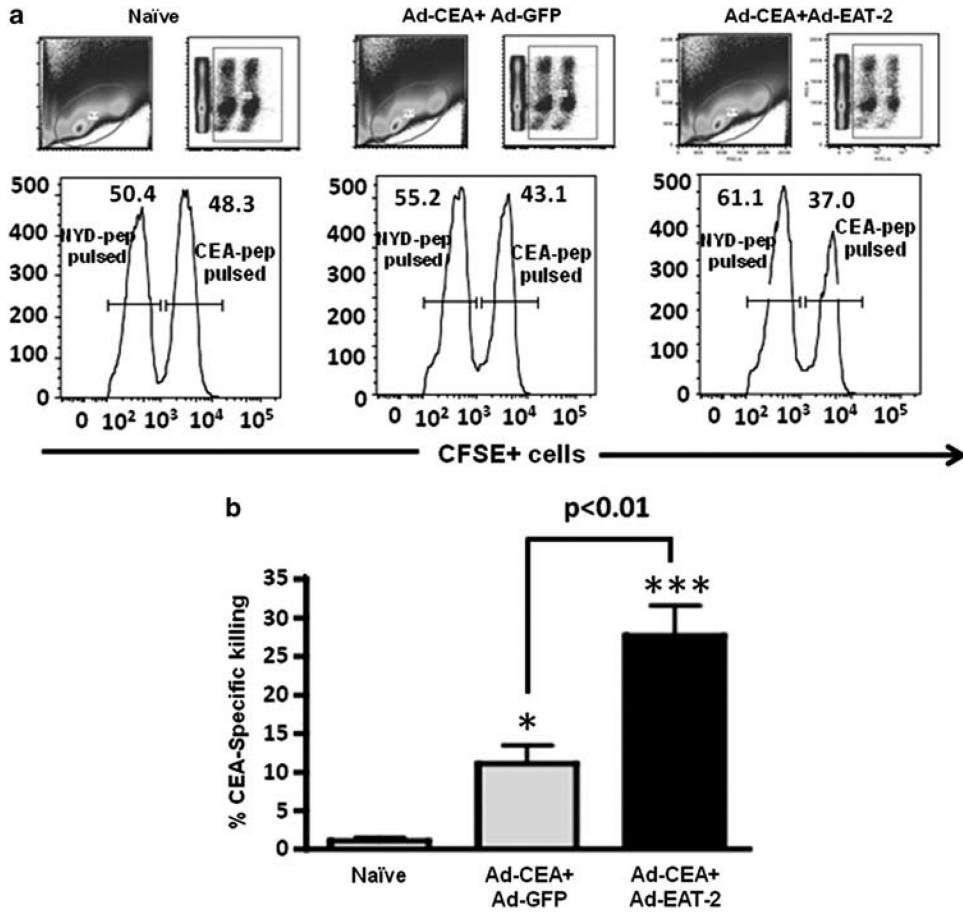 a
Naïve
Ad-CEA+ Ad-GFP
Ad-CEA+Ad-EAT-2
500
400
300
200
100
0
50.4
48.3
NYD-pep
pulsed
CEA-pep
pulsed
0 10² 10³ 10⁴ 10⁵
500
400
300
200
100
0
55.2
43.1
NYD-pep
pulsed
CEA-pep
pulsed
0 10² 10³ 10⁴ 10⁵
500
400
300
200
100
0
61.1
37.0
NYD-pep
pulsed
CEA-pep
pulsed
0 10² 10³ 10⁴ 10⁵
CFSE+ cells
b
p<0.01
% CEA-Specific killing
35
30
25
20
15
10
5
0
*
***
Naïve
Ad-CEA+
Ad-GFP
Ad-CEA+
Ad-EAT-2